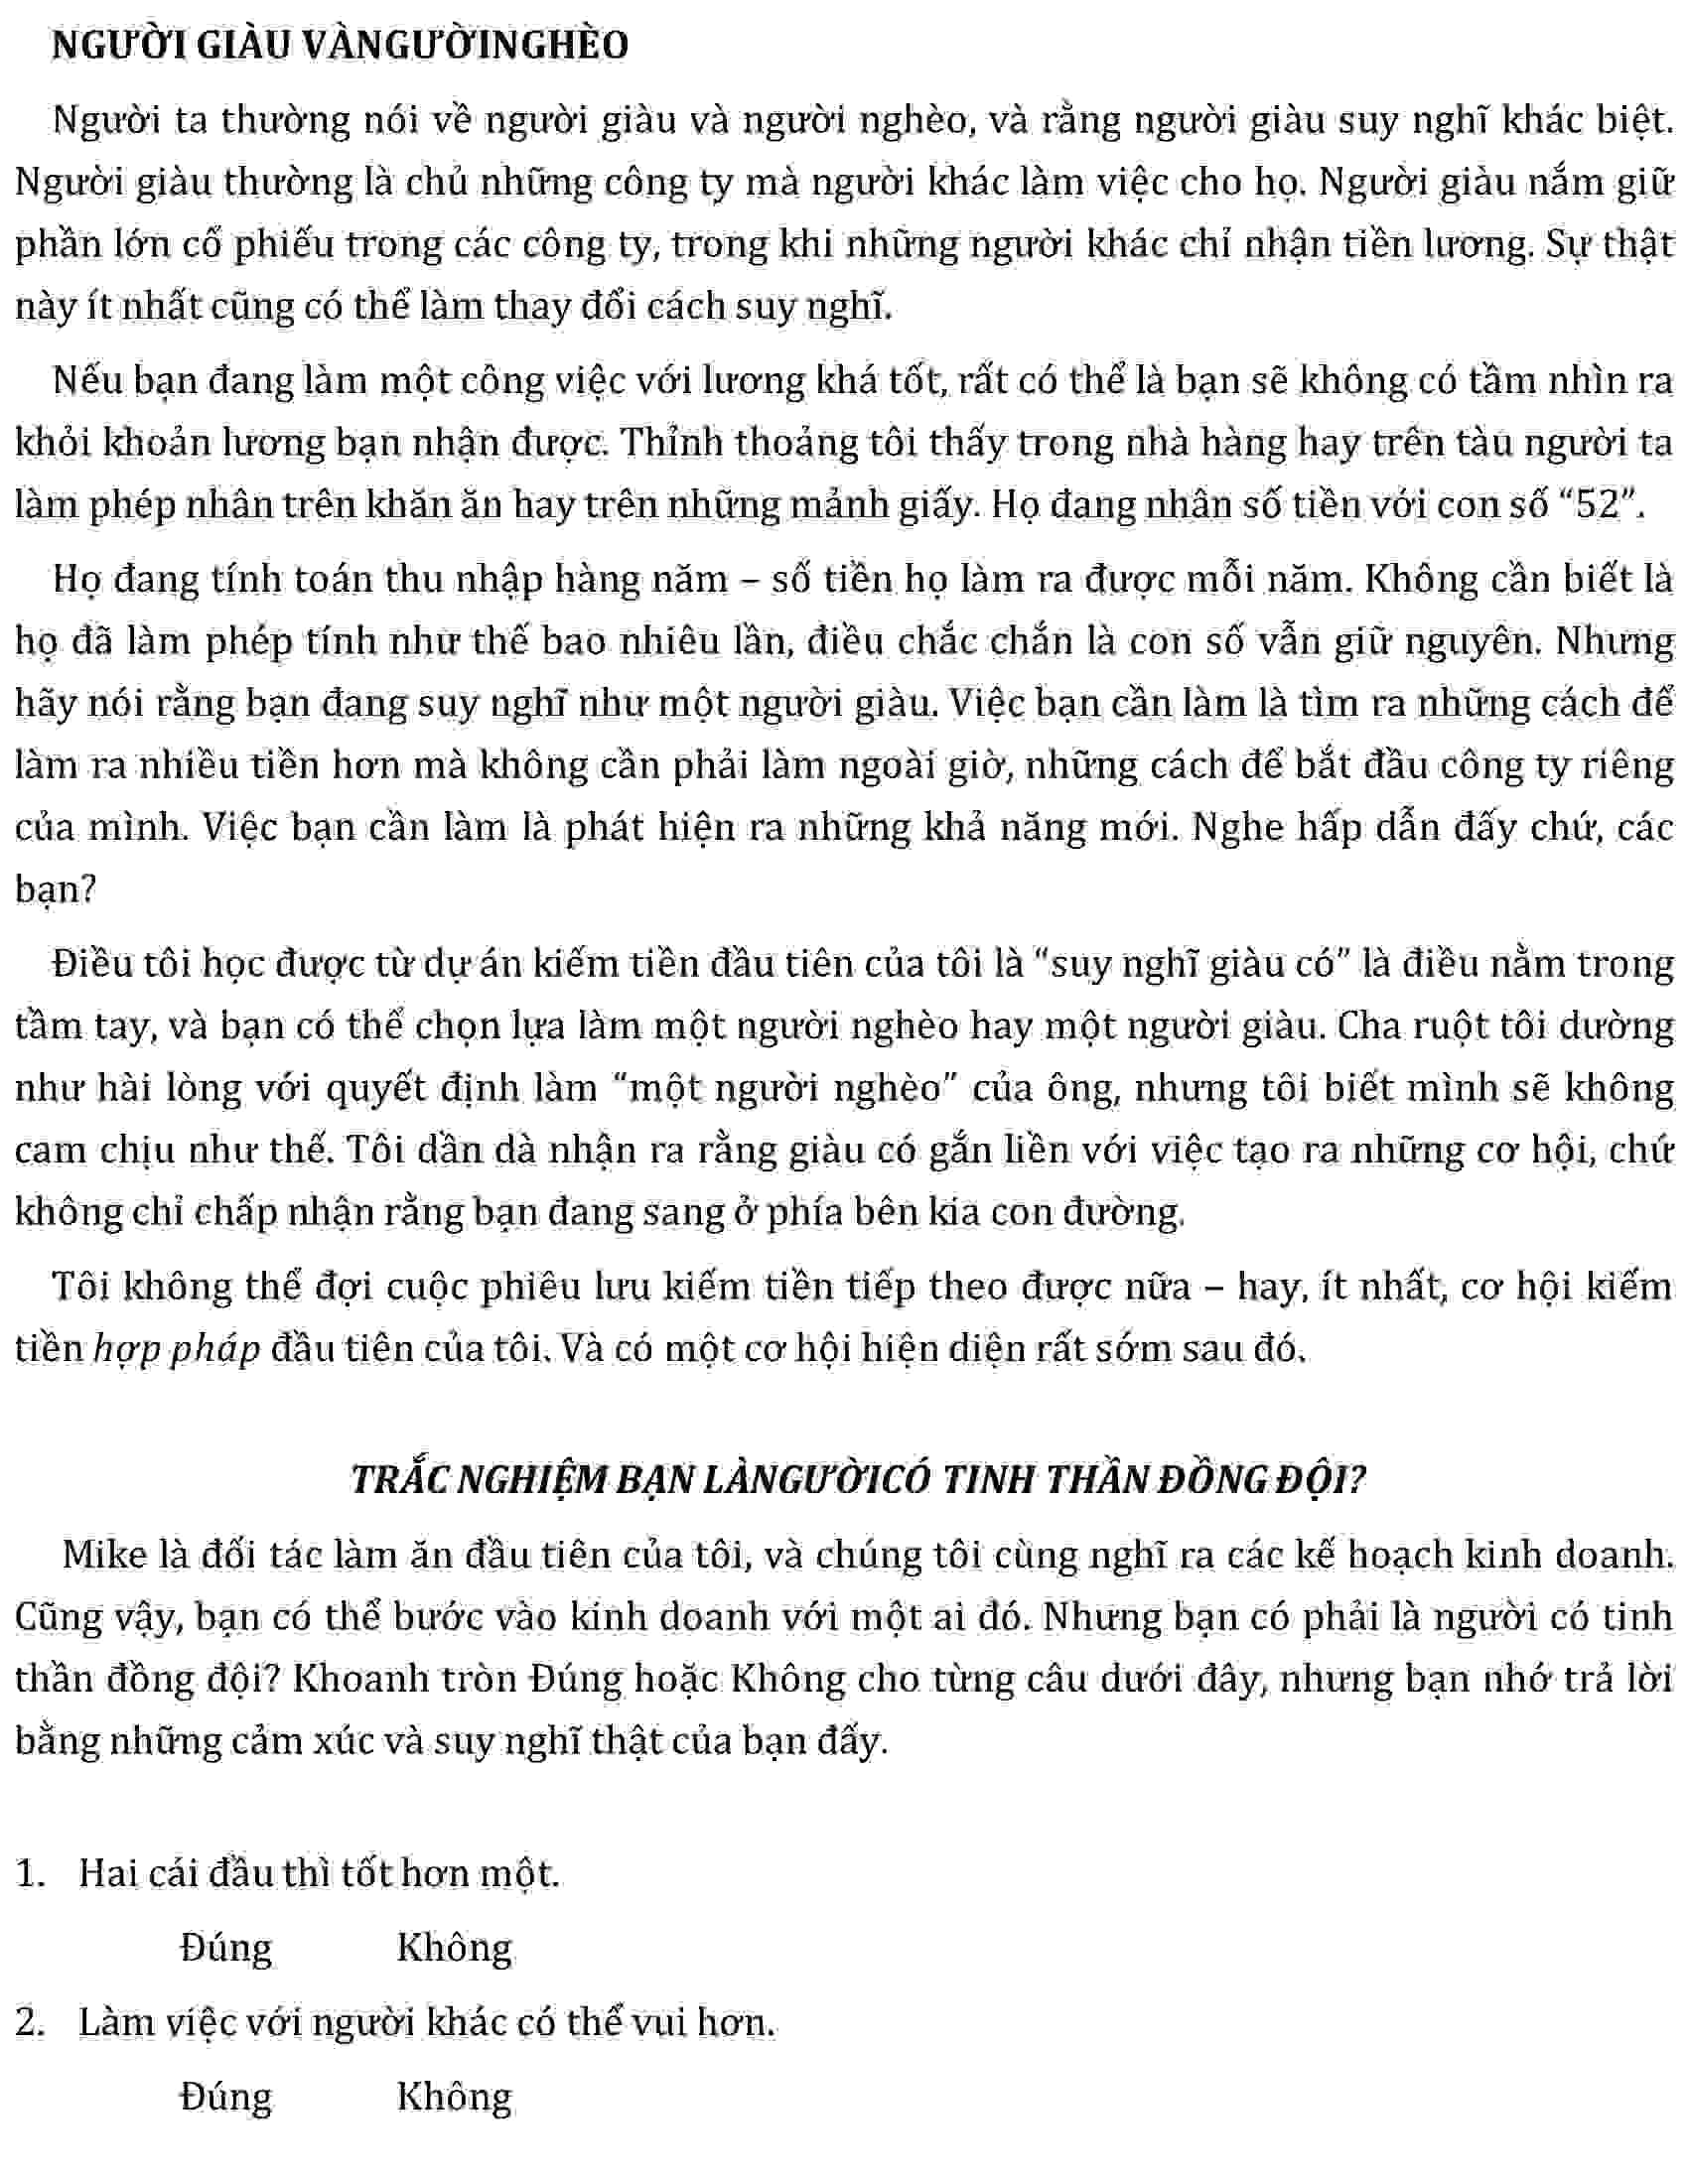 NGƯỜI GIÀU VÀNGƯỜINGHÈO
Người ta thường nói về người giàu và người nghèo, và rằng người giàu suy nghĩ khác biệt.
Người giàu thường là chủ những công ty mà người khác làm việc cho họ. Người giàu nắm giữ
phần lớn cổ phiếu trong các công ty, trong khi những người khác chỉ nhận tiền lương. Sự thật
này ít nhất cũng có thể làm thay đổi cách suy nghĩ.
Nếu bạn đang làm một công việc với lương khá tốt, rất có thể là bạn sẽ không có tầm nhìn ra
khỏi khoản lương bạn nhận được. Thỉnh thoảng tôi thấy trong nhà hàng hay trên tàu người ta
làm phép nhân trên khăn ăn hay trên những mảnh giấy. Họ đang nhân số tiền với con số “52”.
Họ đang tính toán thu nhập hàng năm – số tiền họ làm ra được mỗi năm. Không cần biết là
họ đã làm phép tính như thế bao nhiêu lần, điều chắc chắn là con số vẫn giữ nguyên. Nhưng
hãy nói rằng bạn đang suy nghĩ như một người giàu. Việc bạn cần làm là tìm ra những cách để
làm ra nhiều tiền hơn mà không cần phải làm ngoài giờ, những cách để bắt đầu công ty riêng
của mình. Việc bạn cần làm là phát hiện ra những khả năng mới. Nghe hấp dẫn đấy chứ, các
bạn?
Điều tôi học được từ dự án kiếm tiền đầu tiên của tôi là “suy nghĩ giàu có” là điều nằm trong
tầm tay, và bạn có thể chọn lựa làm một người nghèo hay một người giàu. Cha ruột tôi dường
như hài lòng với quyết định làm “một người nghèo” của ông, nhưng tôi biết mình sẽ không
cam chịu như thế. Tôi dần dà nhận ra rằng giàu có gắn liền với việc tạo ra những cơ hội, chứ
không chỉ chấp nhận rằng bạn đang sang ở phía bên kia con đường.
Tôi không thể đợi cuộc phiêu lưu kiếm tiền tiếp theo được nữa – hay, ít nhất, cơ hội kiếm
tiền hợp pháp đầu tiên của tôi. Và có một cơ hội hiện diện rất sớm sau đó.
TRẮC NGHIỆM BẠN LÀNGƯỜICÓ TINH THẦN ĐỒNG ĐỘI?
Mike là đối tác làm ăn đầu tiên của tôi, và chúng tôi cùng nghĩ ra các kế hoạch kinh doanh.
Cũng vậy, bạn có thể bước vào kinh doanh với một ai đó. Nhưng bạn có phải là người có tinh
thần đồng đội? Khoanh tròn Đúng hoặc Không cho từng câu dưới đây, nhưng bạn nhớ trả lời
bằng những cảm xúc và suy nghĩ thật của bạn đấy.
1. Hai cái đầu thì tốt hơn một.
Đúng Không
2. Làm việc với người khác có thể vui hơn.
Đúng Không